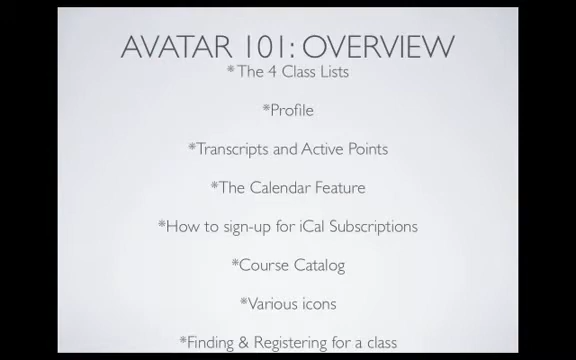 AVATAR 101: OVERVIEW
* The 4 Class Lists
*Profile
*Transcripts and Active Points
*The Calendar Feature
*How to sign-up for iCal Subscriptions
*Course Catalog
*Various icons
*Finding & Registering for a class